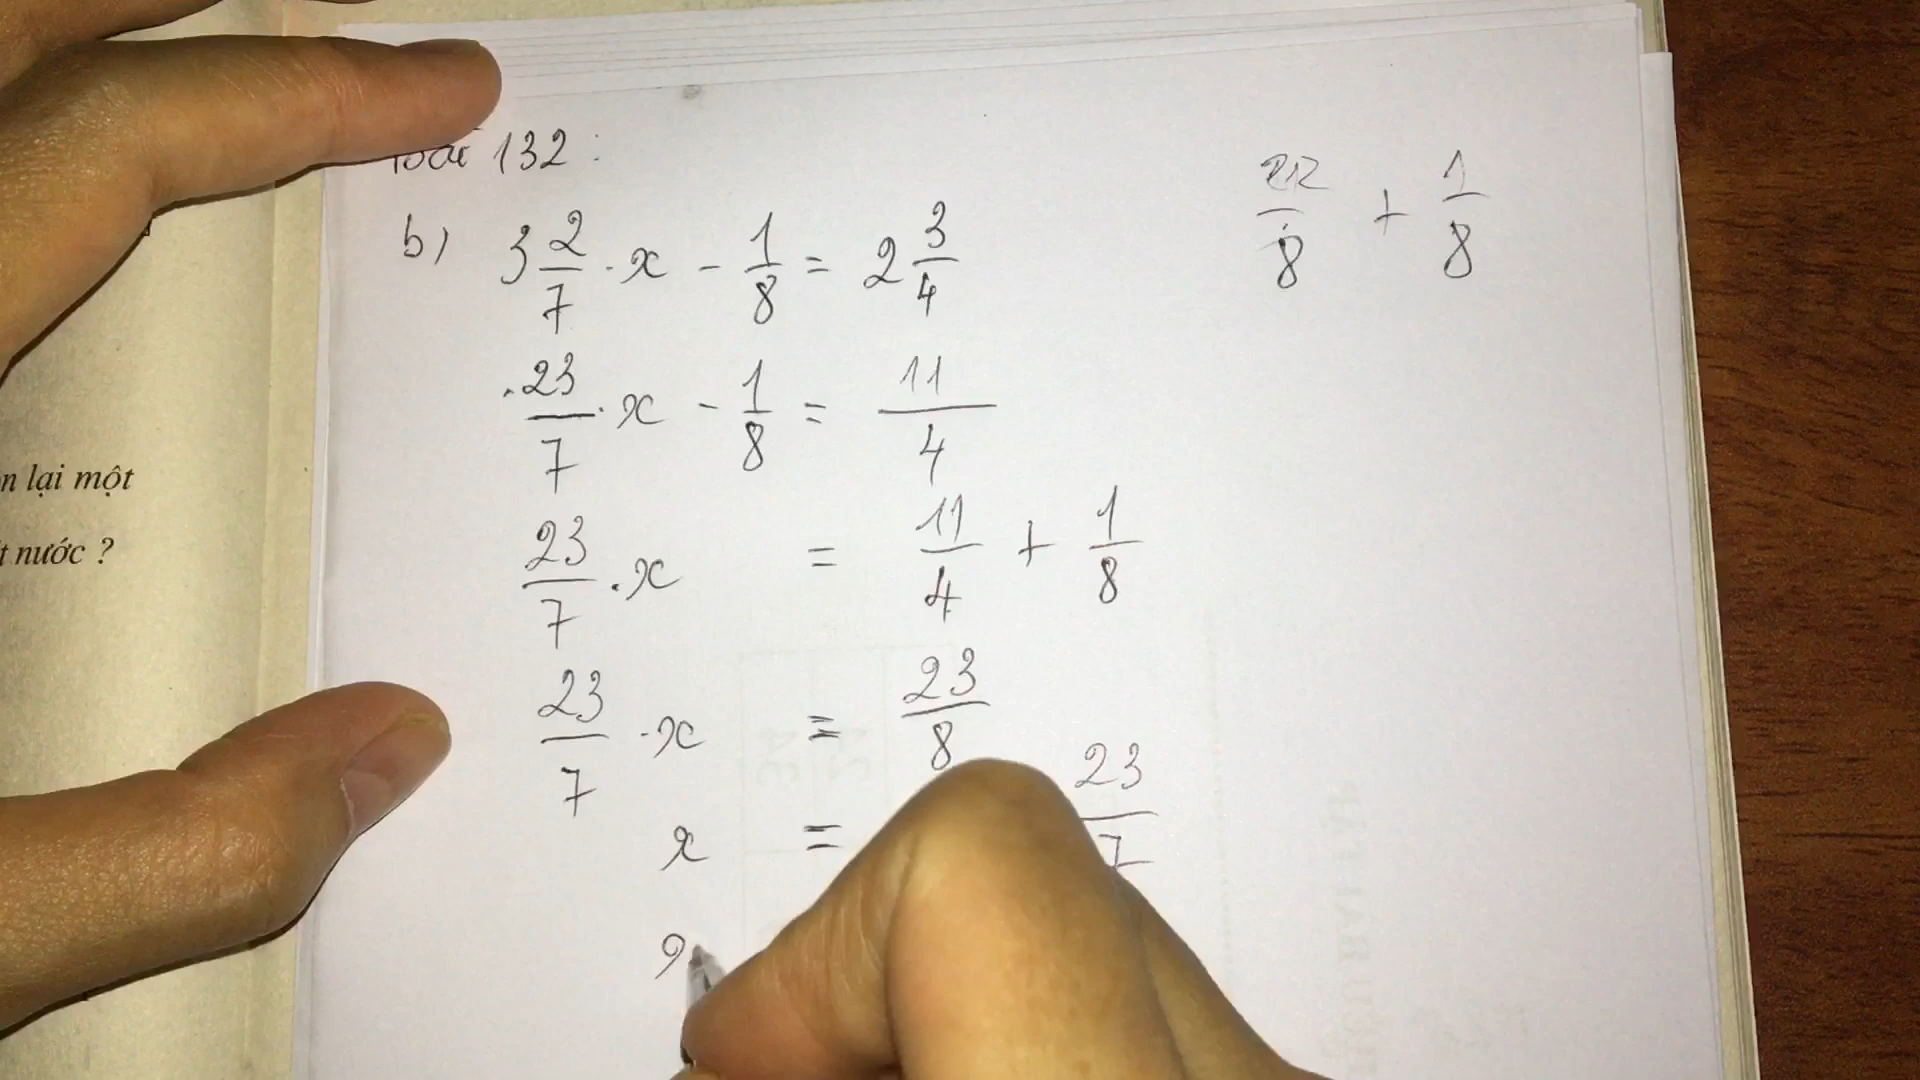 Bài 132 :
b) 3 2/7 . x - 1/8 = 2 3/4
22/8 + 1/8
. 23/7 . x - 1/8 = 11/4
23/7 . x = 11/4 + 1/8
23/7 . x = 23/8
x = 23/7
x
n lại một
t nước ?